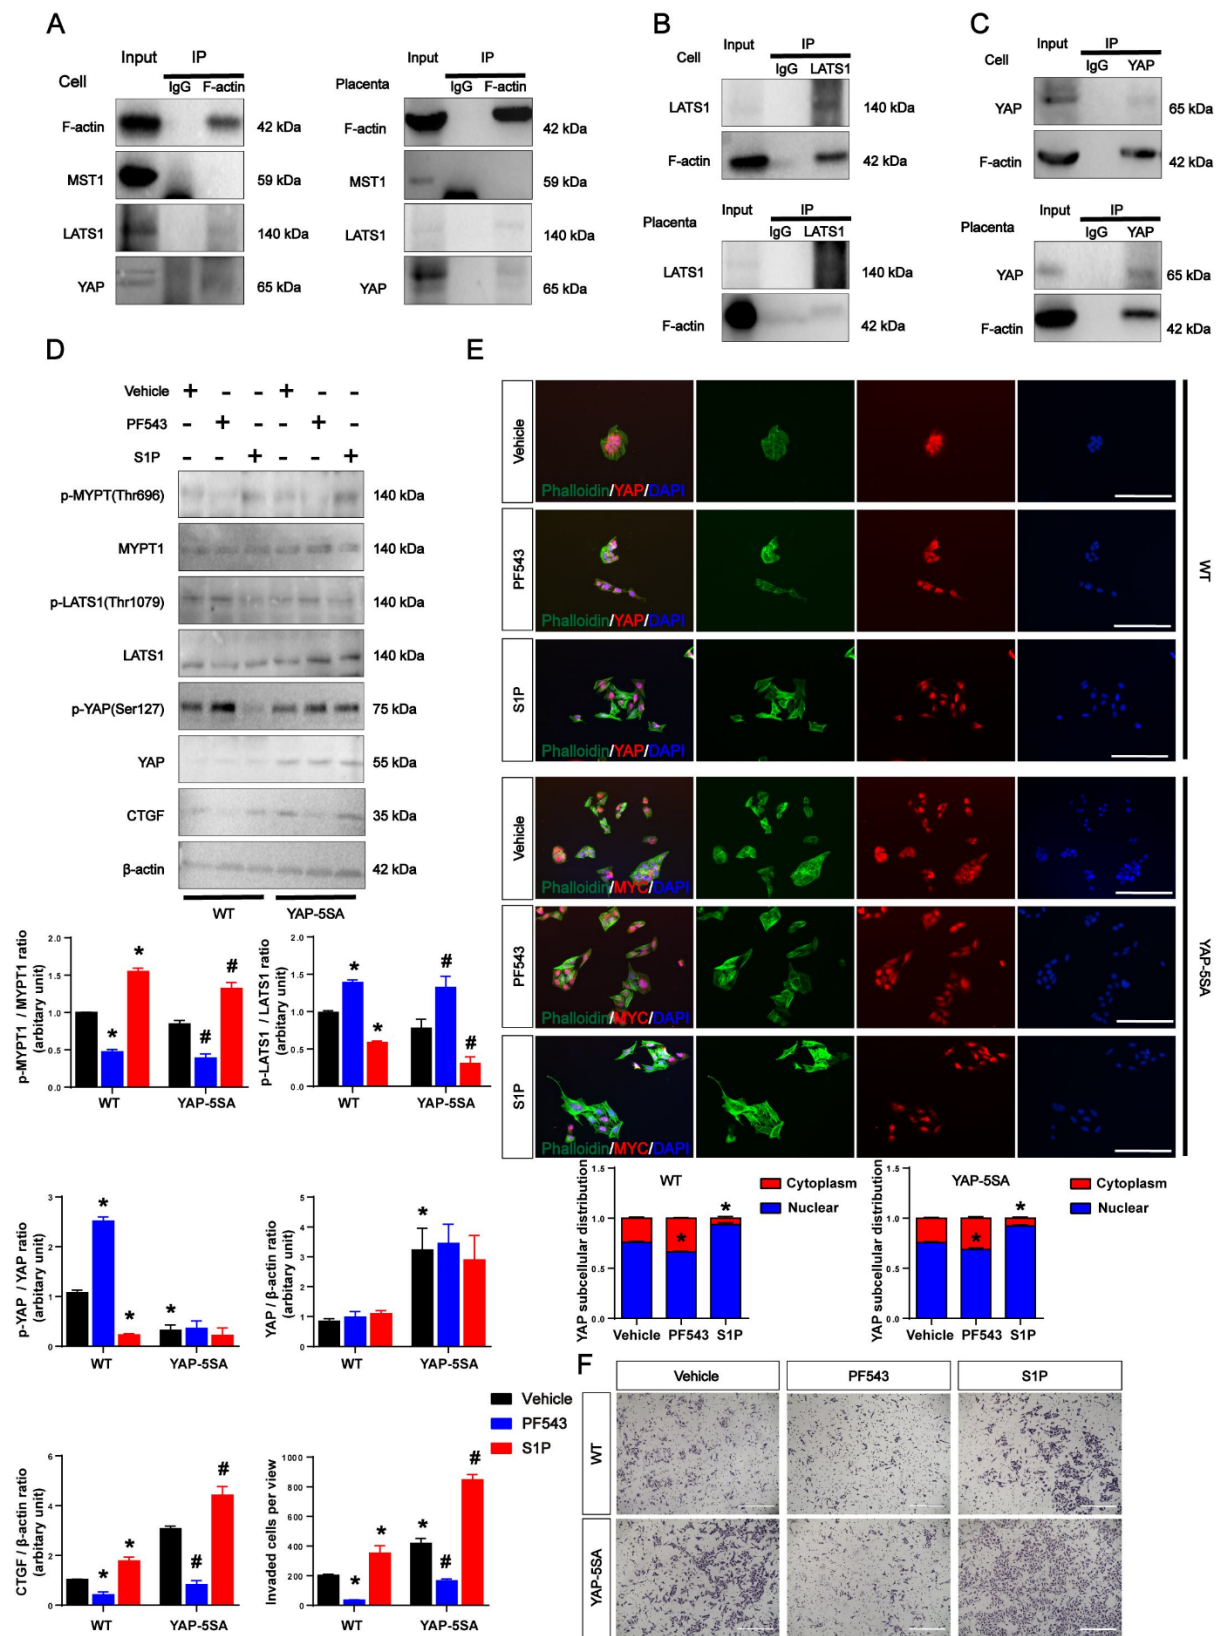 A
Input IP
Cell IgG F-actin
F-actin 42 kDa
MST1 59 kDa
LATS1 140 kDa
YAP 65 kDa
Input IP
Placenta IgG F-actin
F-actin 42 kDa
MST1 59 kDa
LATS1 140 kDa
YAP 65 kDa
B
Input IP
Cell IgG LATS1
LATS1 140 kDa
F-actin 42 kDa
Placenta Input IP
IgG LATS1
LATS1 140 kDa
F-actin 42 kDa
C
Input IP
Cell IgG YAP
YAP 65 kDa
F-actin 42 kDa
Input IP
Placenta IgG YAP
YAP 65 kDa
F-actin 42 kDa
D
Vehicle + - - + - -
PF543 - + - - + -
S1P - - + - - +
p-MYPT(Thr696) 140 kDa
MYPT1 140 kDa
p-LATS1(Thr1079) 140 kDa
LATS1 140 kDa
p-YAP(Ser127) 75 kDa
YAP 55 kDa
CTGF 35 kDa
β-actin 42 kDa
WT YAP-5SA
p-MYPT1 / MYPT1 ratio
(arbitary unit)
2.0
1.5
1.0
0.5
0.0
* * # #
WT YAP-5SA
p-LATS1 / LATS1 ratio
(arbitary unit)
2.0
1.5
1.0
0.5
0.0
* * # #
WT YAP-5SA
p-YAP / YAP ratio
(arbitary unit)
3
2
1
0
* * *
WT YAP-5SA
YAP / β-actin ratio
(arbitary unit)
5
4
3
2
1
0
*
WT YAP-5SA
Vehicle
PF543
S1P
CTGF / β-actin ratio
(arbitary unit)
6
4
2
0
* * # #
WT YAP-5SA
Invaded cells per view
1000
800
600
400
200
0
* * * # #
WT YAP-5SA
E
Vehicle
Phalloidin/YAP/DAPI
PF543
Phalloidin/YAP/DAPI
S1P
Phalloidin/YAP/DAPI
WT
Vehicle
Phalloidin/MYC/DAPI
PF543
Phalloidin/MYC/DAPI
S1P
Phalloidin/MYC/DAPI
YAP-5SA
YAP subcellular distribution
WT
1.5
1.0
0.5
0.0
* *
Cytoplasm
Nuclear
Vehicle PF543 S1P
YAP subcellular distribution
YAP-5SA
1.5
1.0
0.5
0.0
* *
Cytoplasm
Nuclear
Vehicle PF543 S1P
F
Vehicle PF543 S1P
WT
YAP-5SA